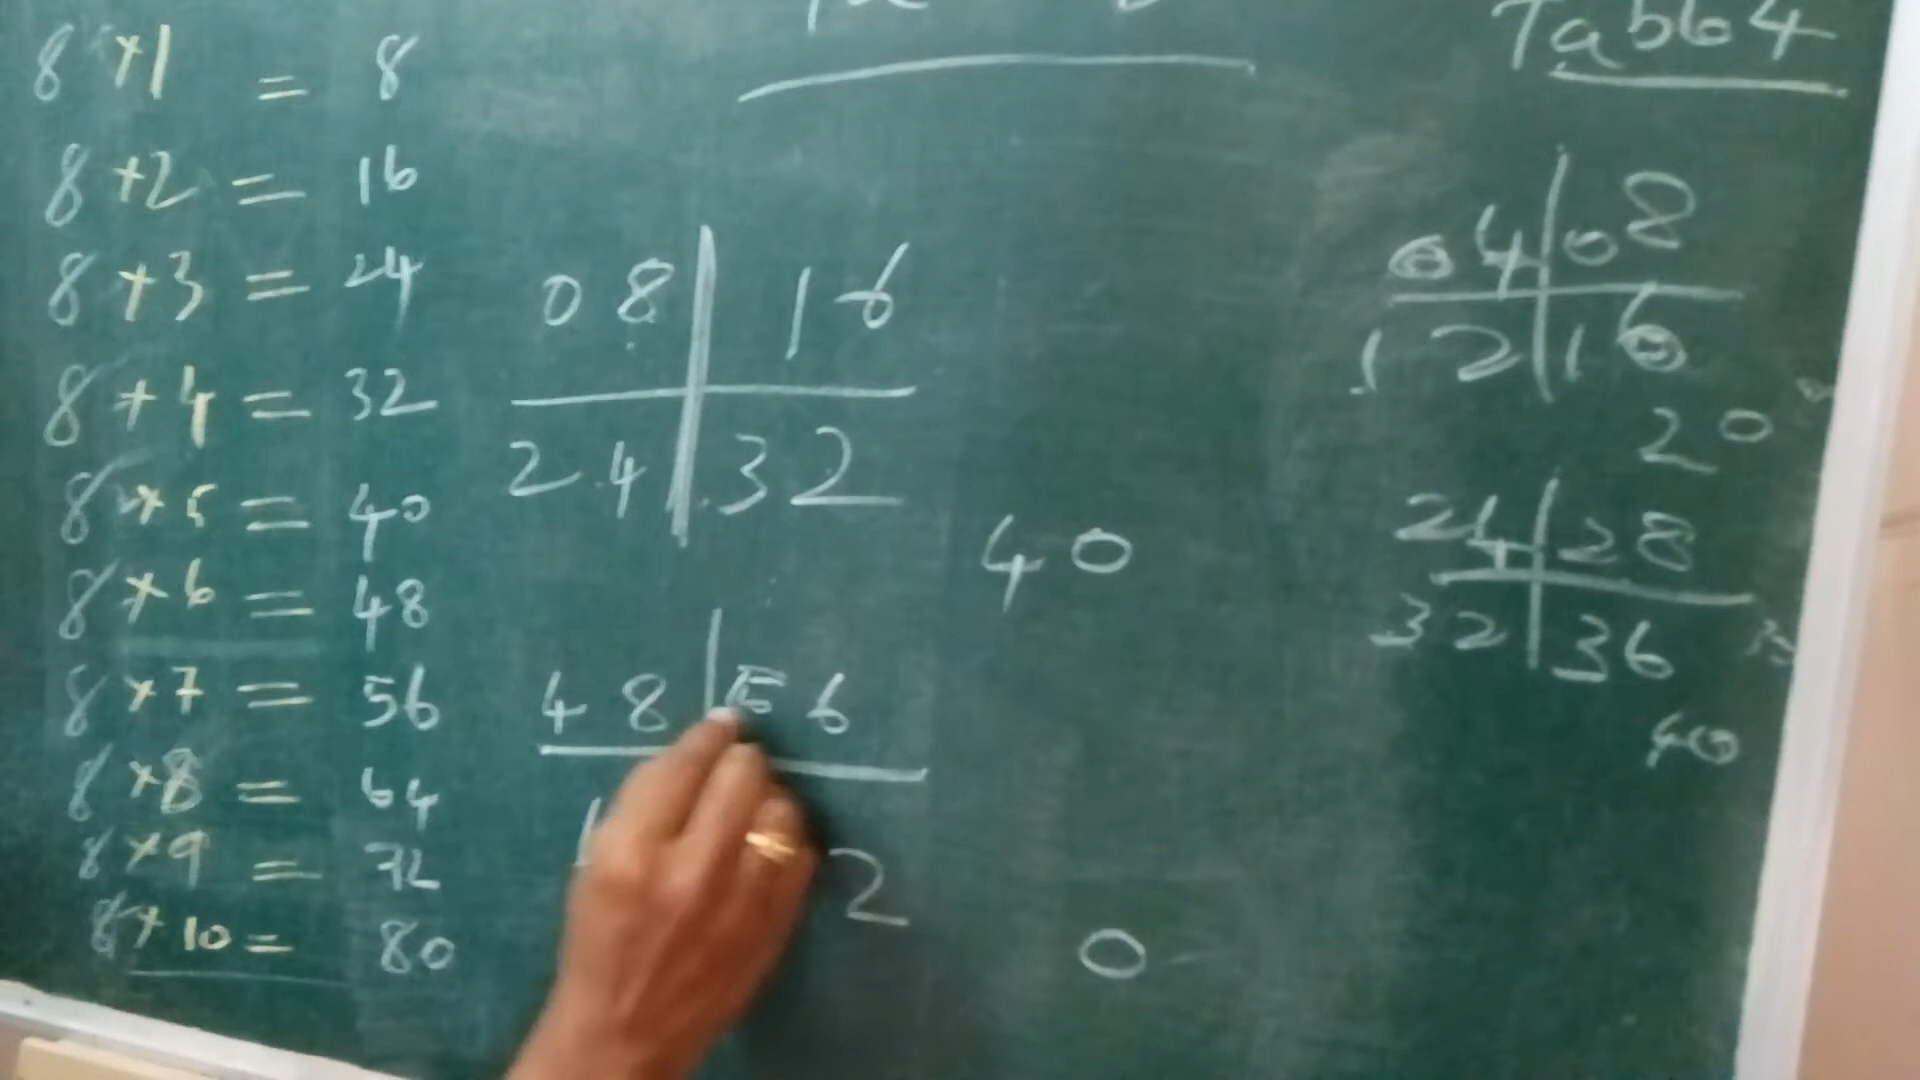 Table 4
8 × 1 = 8
8 × 2 = 16
8 × 3 = 24
8 × 4 = 32
8 × 5 = 40
8 × 6 = 48
8 × 7 = 56
8 × 8 = 64
8 × 9 = 72
8 × 10 = 80
08 16
24 32
40
48 56
2
0
04 08
12 16
20
24 28
32 36
40